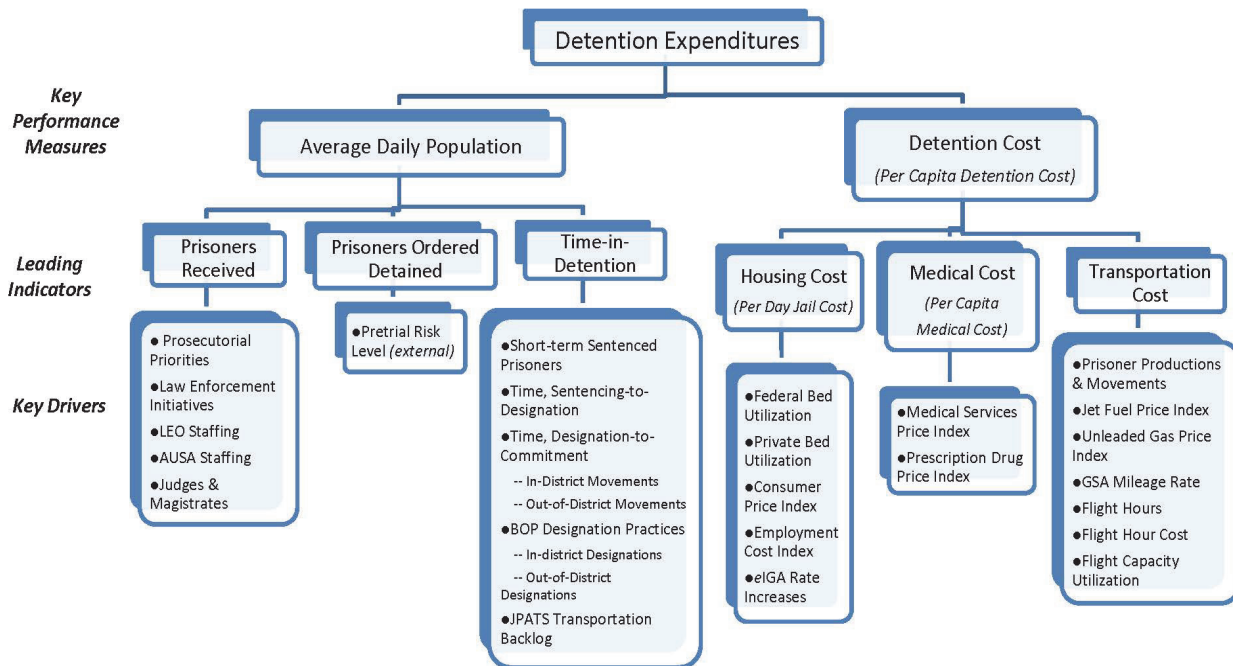 Detention Expenditures
Key
Performance
Measures
Average Daily Population
Detention Cost
(Per Capita Detention Cost)
Leading
Indicators
Prisoners
Received
Prisoners Ordered
Detained
Time-in-
Detention
Housing Cost
(Per Day Jail Cost)
Medical Cost
(Per Capita
Medical Cost)
Transportation
Cost
Key Drivers
●Prosecutorial
Priorities
●Law Enforcement
Initiatives
●LEO Staffing
●AUSA Staffing
●Judges &
Magistrates
●Pretrial Risk
Level (external)
●Short-term Sentenced
Prisoners
●Time, Sentencing-to-
Designation
●Time, Designation-to-
Commitment
-- In-District Movements
-- Out-of-District Movements
●BOP Designation Practices
-- In-district Designations
-- Out-of-District
Designations
●JPATS Transportation
Backlog
●Federal Bed
Utilization
●Private Bed
Utilization
●Consumer
Price Index
●Employment
Cost Index
●eIGA Rate
Increases
●Medical Services
Price Index
●Prescription Drug
Price Index
●Prisoner Productions
& Movements
●Jet Fuel Price Index
●Unleaded Gas Price
Index
●GSA Mileage Rate
●Flight Hours
●Flight Hour Cost
●Flight Capacity
Utilization